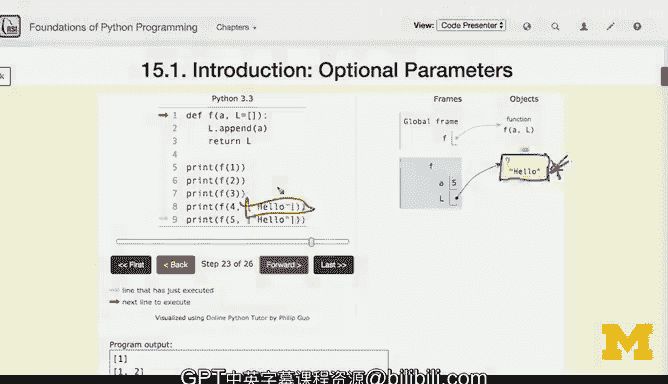 RSI
Foundations of Python Programming
Chapters
View: Code Presenter
15.1. Introduction: Optional Parameters
Python 3.3
1 def f(a, L=[]):
2 L.append(a)
3 return L
4
5 print(f(1))
6 print(f(2))
7 print(f(3))
8 print(f(4, ["Hello"]))
9 print(f(5, ["Hello"]))
<< First
< Back
Step 23 of 26
Forward >
Last >>
line that has just executed
next line to execute
Visualized using Online Python Tutor by Philip Guo
Program output:
[1]
[1, 2]
Frames
Objects
Global frame
f
function
f(a, L)
f
a 5
L
list
"Hello"
M
GPT中英字幕课程资源@bilibili.com